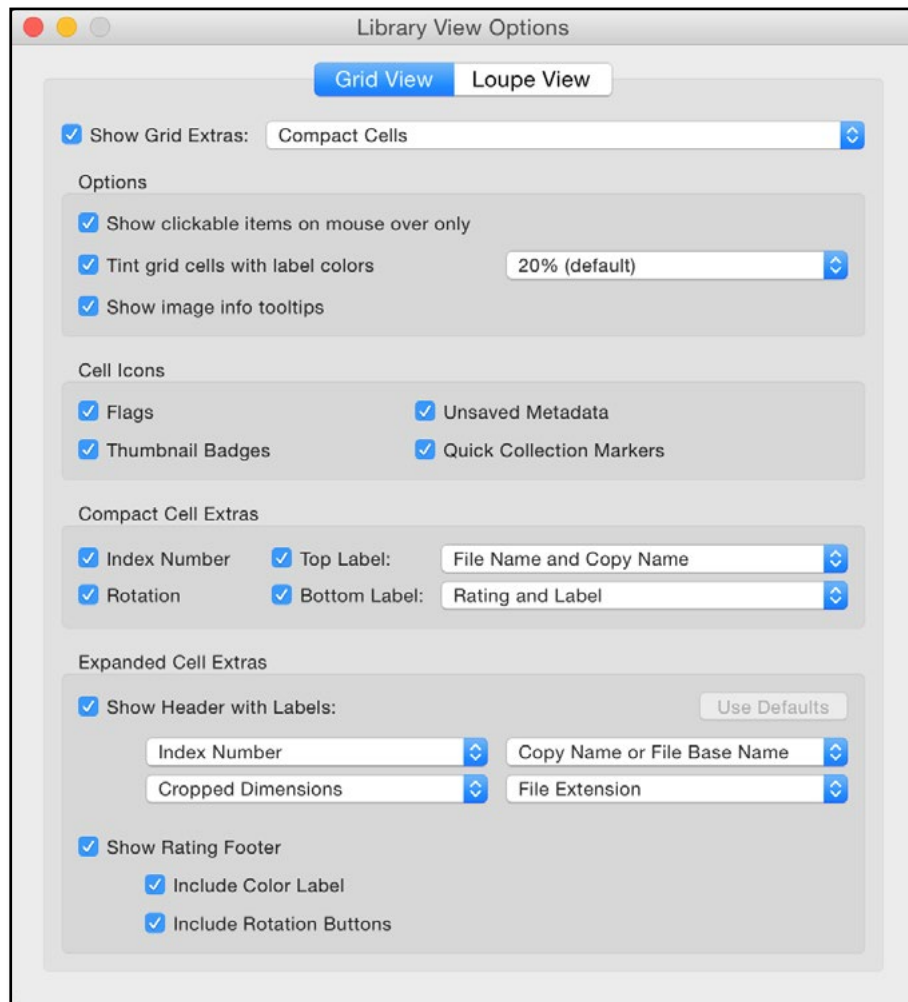 Library View Options
Grid View Loupe View
Show Grid Extras: Compact Cells
Options
Show clickable items on mouse over only
Tint grid cells with label colors 20% (default)
Show image info tooltips
Cell Icons
Flags Unsaved Metadata
Thumbnail Badges Quick Collection Markers
Compact Cell Extras
Index Number Top Label: File Name and Copy Name
Rotation Bottom Label: Rating and Label
Expanded Cell Extras
Show Header with Labels: Use Defaults
Index Number Copy Name or File Base Name
Cropped Dimensions File Extension
Show Rating Footer
Include Color Label
Include Rotation Buttons